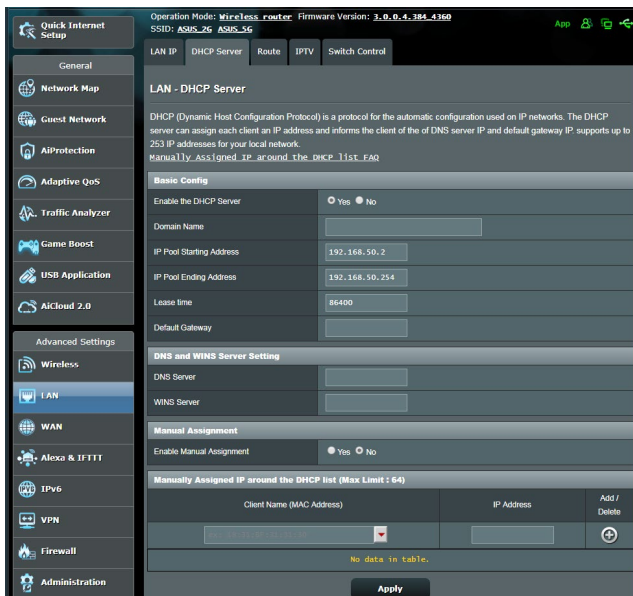 Quick Internet Setup
Operation Mode: Wireless router Firmware Version: 3.0.0.4.384_4360
SSID: ASUS_2G ASUS_5G
App
LAN IP DHCP Server Route IPTV Switch Control
General
Network Map
Guest Network
AiProtection
Adaptive QoS
Traffic Analyzer
Game Boost
USB Application
AiCloud 2.0
Advanced Settings
Wireless
LAN
WAN
Alexa & IFTTT
IPv6
VPN
Firewall
Administration
LAN - DHCP Server
DHCP (Dynamic Host Configuration Protocol) is a protocol for the automatic configuration used on IP networks. The DHCP
server can assign each client an IP address and informs the client of the of DNS server IP and default gateway IP. supports up to
253 IP addresses for your local network.
Manually Assigned IP around the DHCP list FAQ
Basic Config
Enable the DHCP Server Yes No
Domain Name
IP Pool Starting Address 192.168.50.2
IP Pool Ending Address 192.168.50.254
Lease time 86400
Default Gateway
DNS and WINS Server Setting
DNS Server
WINS Server
Manual Assignment
Enable Manual Assignment Yes No
Manually Assigned IP around the DHCP list (Max Limit : 64)
Client Name (MAC Address) IP Address Add / Delete
No data in table.
Apply